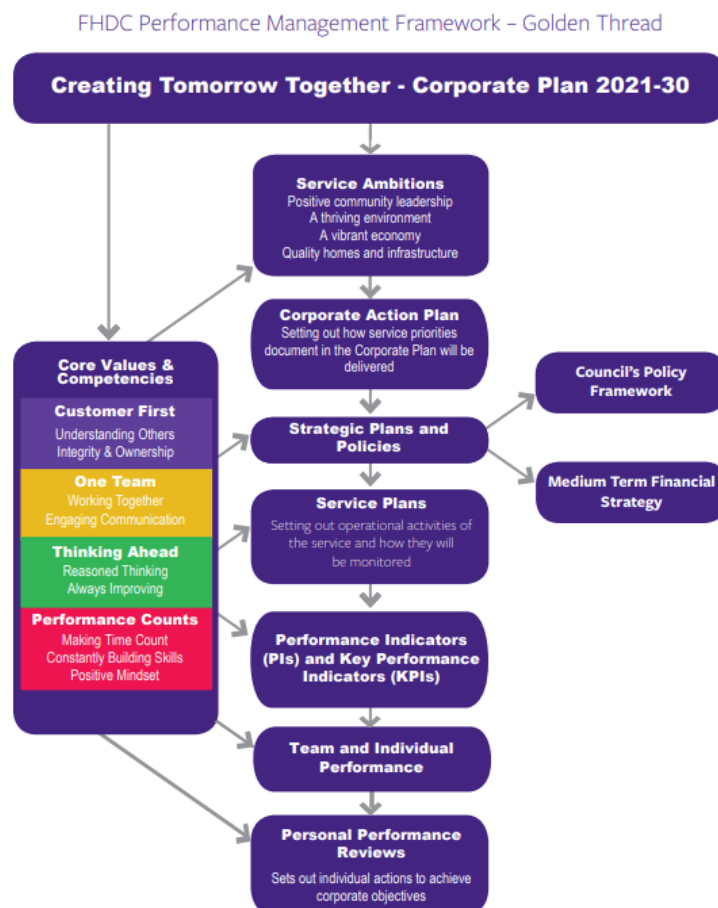 FHDC Performance Management Framework – Golden Thread
Creating Tomorrow Together - Corporate Plan 2021-30
Service Ambitions
Positive community leadership
A thriving environment
A vibrant economy
Quality homes and infrastructure
Corporate Action Plan
Setting out how service priorities
document in the Corporate Plan will be
delivered
Core Values &
Competencies
Customer First
Understanding Others
Integrity & Ownership
One Team
Working Together
Engaging Communication
Thinking Ahead
Reasoned Thinking
Always Improving
Performance Counts
Making Time Count
Constantly Building Skills
Positive Mindset
Strategic Plans and
Policies
Council's Policy
Framework
Medium Term Financial
Strategy
Service Plans
Setting out operational activities of
the service and how they will
be monitored
Performance Indicators
(PIs) and Key Performance
Indicators (KPIs)
Team and Individual
Performance
Personal Performance
Reviews
Sets out individual actions to achieve
corporate objectives